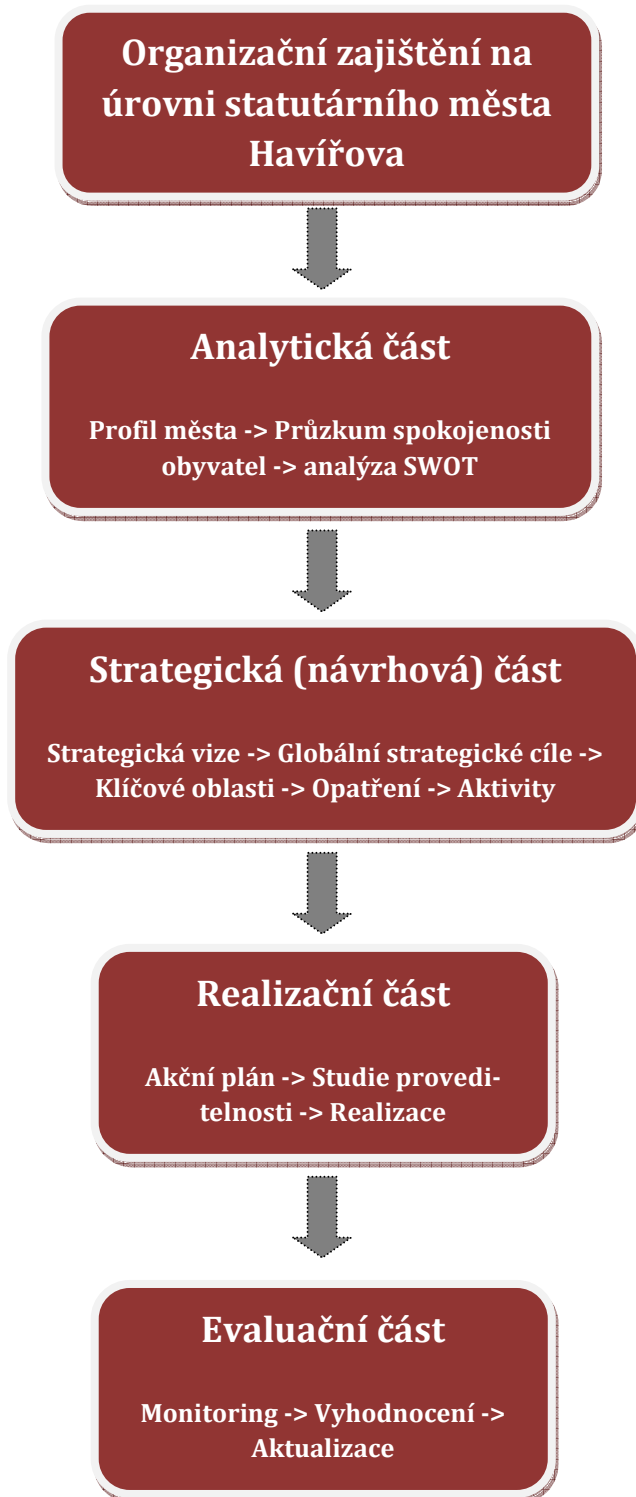 Organizační zajištění na
úrovni statutárního města
Havířova
Analytická část
Profil města -> Průzkum spokojenosti
obyvatel -> analýza SWOT
Strategická (návrhová) část
Strategická vize -> Globální strategické cíle ->
Klíčové oblasti -> Opatření -> Aktivity
Realizační část
Akční plán -> Studie provedi-
telnosti -> Realizace
Evaluační část
Monitoring -> Vyhodnocení ->
Aktualizace